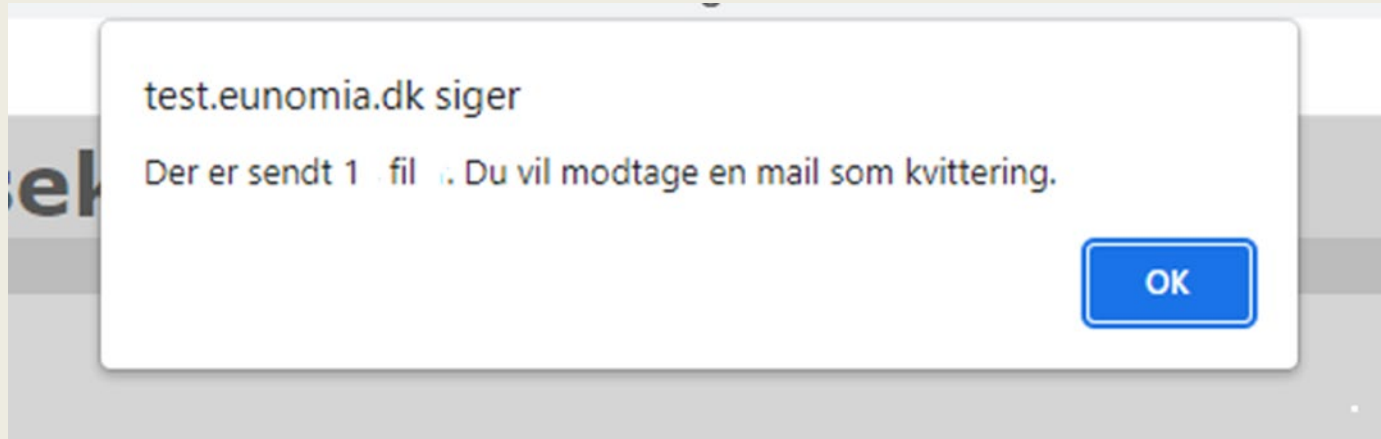 test.eunomia.dk siger
Der er sendt 1 fil . Du vil modtage en mail som kvittering.
OK